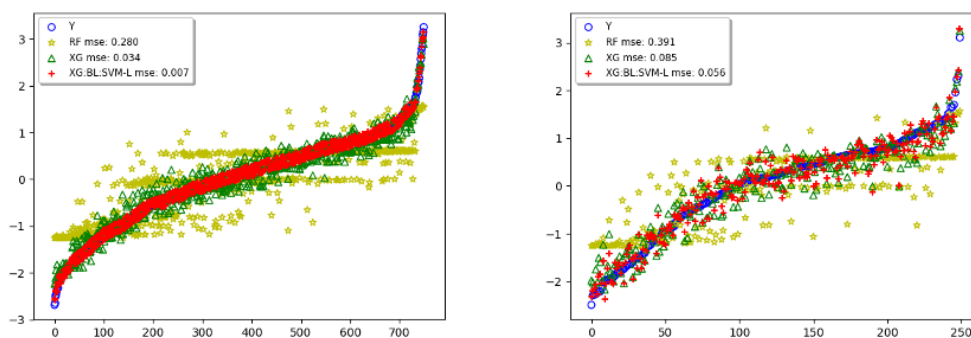 Y
RF mse: 0.280
XG mse: 0.034
XG:BL:SVM-L mse: 0.007
3
2
1
0
−1
−2
−3
0 100 200 300 400 500 600 700
Y
RF mse: 0.391
XG mse: 0.085
XG:BL:SVM-L mse: 0.056
3
2
1
0
−1
−2
0 50 100 150 200 250